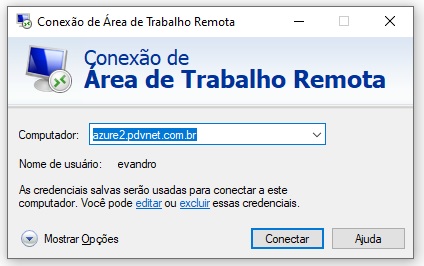 Conexão de Área de Trabalho Remota
Conexão de
Área de Trabalho Remota
Computador: azure2.pdvnet.com.br
Nome de usuário: evandro
As credenciais salvas serão usadas para conectar a este
computador. Você pode editar ou excluir essas credenciais.
Mostrar Opções Conectar Ajuda